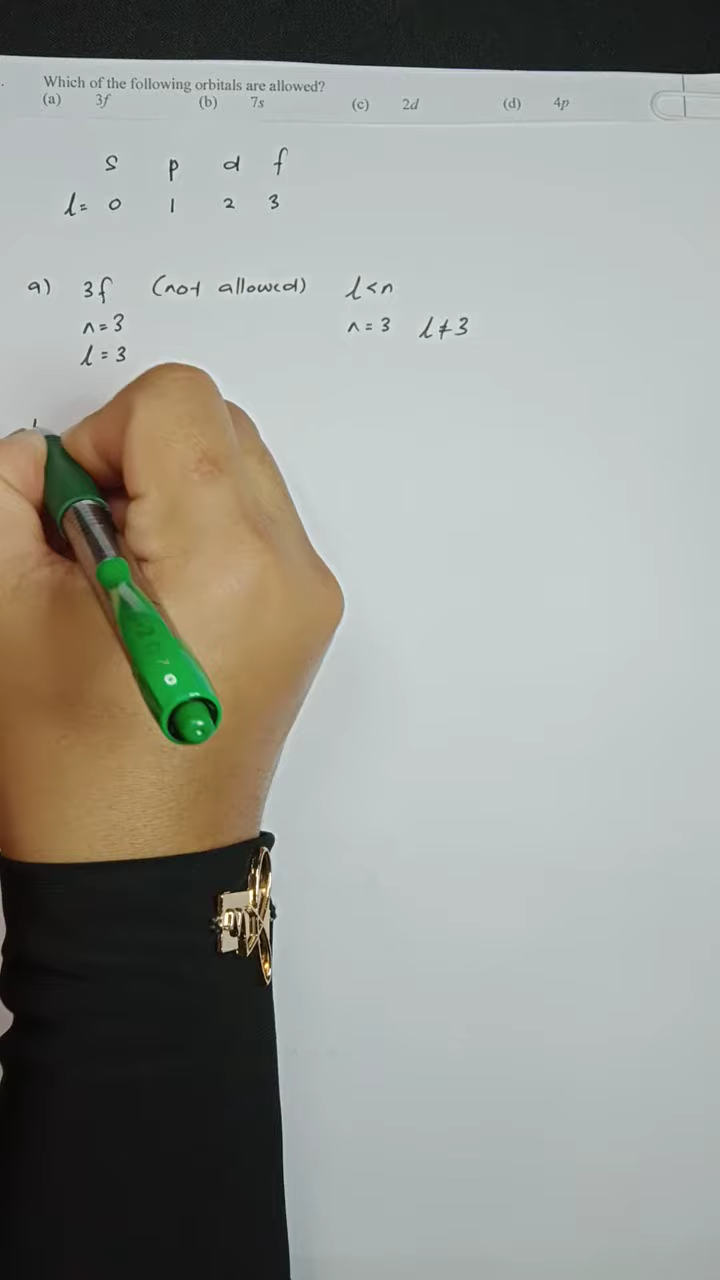 Which of the following orbitals are allowed?
(a) 3f (b) 7s (c) 2d (d) 4p
s p d f
l= 0 1 2 3
a) 3f (not allowed) l<n
n=3 n=3 l≠3
l=3